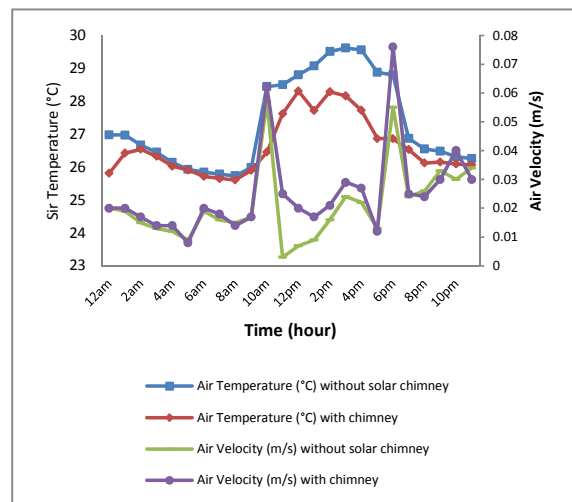 30
29
28
27
26
25
24
23
Sir Temperature (°C)
0.08
0.07
0.06
0.05
0.04
0.03
0.02
0.01
0
Air Velocity (m/s)
12am
2am
4am
6am
8am
10am
12pm
2pm
4pm
6pm
8pm
10pm
Time (hour)
Air Temperature (°C) without solar chimney
Air Temperature (°C) with chimney
Air Velocity (m/s) without solar chimney
Air Velocity (m/s) with chimney